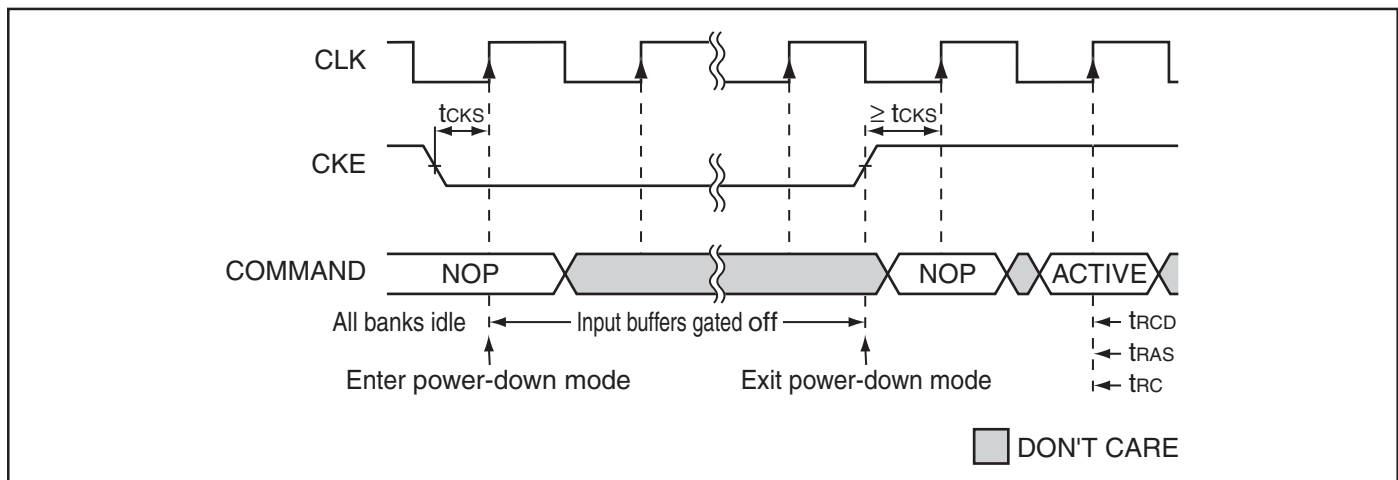 CLK
tCKS
≥ tCKS
CKE
COMMAND
NOP
NOP
ACTIVE
All banks idle
Input buffers gated off
tRCD
tRAS
Enter power-down mode
Exit power-down mode
tRC
DON'T CARE